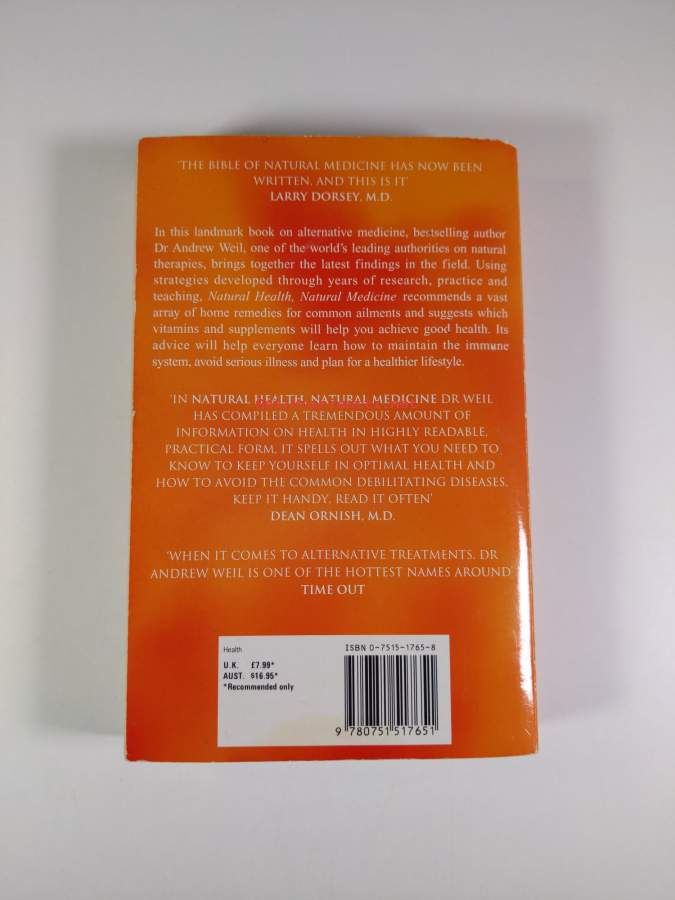 'THE BIBLE OF NATURAL MEDICINE HAS NOW BEEN
WRITTEN, AND THIS IS IT'
LARRY DORSEY, M.D.
In this landmark book on alternative medicine, bestselling author
Dr Andrew Weil, one of the world's leading authorities on natural
therapies, brings together the latest findings in the field. Using
strategies developed through years of research, practice and
teaching, Natural Health, Natural Medicine recommends a vast
array of home remedies for common ailments and suggests which
vitamins and supplements will help you achieve good health. Its
advice will help everyone learn how to maintain the immune
system, avoid serious illness and plan for a healthier lifestyle.
'IN NATURAL HEALTH, NATURAL MEDICINE DR WEIL
HAS COMPILED A TREMENDOUS AMOUNT OF
INFORMATION ON HEALTH IN HIGHLY READABLE,
PRACTICAL FORM. IT SPELLS OUT WHAT YOU NEED TO
KNOW TO KEEP YOURSELF IN OPTIMAL HEALTH AND
HOW TO AVOID THE COMMON DEBILITATING DISEASES.
KEEP IT HANDY. READ IT OFTEN'
DEAN ORNISH, M.D.
'WHEN IT COMES TO ALTERNATIVE TREATMENTS, DR
ANDREW WEIL IS ONE OF THE HOTTEST NAMES AROUND'
TIME OUT
Health
U.K. £7.99*
AUST. $16.95*
*Recommended only
ISBN 0-7515-1765-8
9 780751 517651